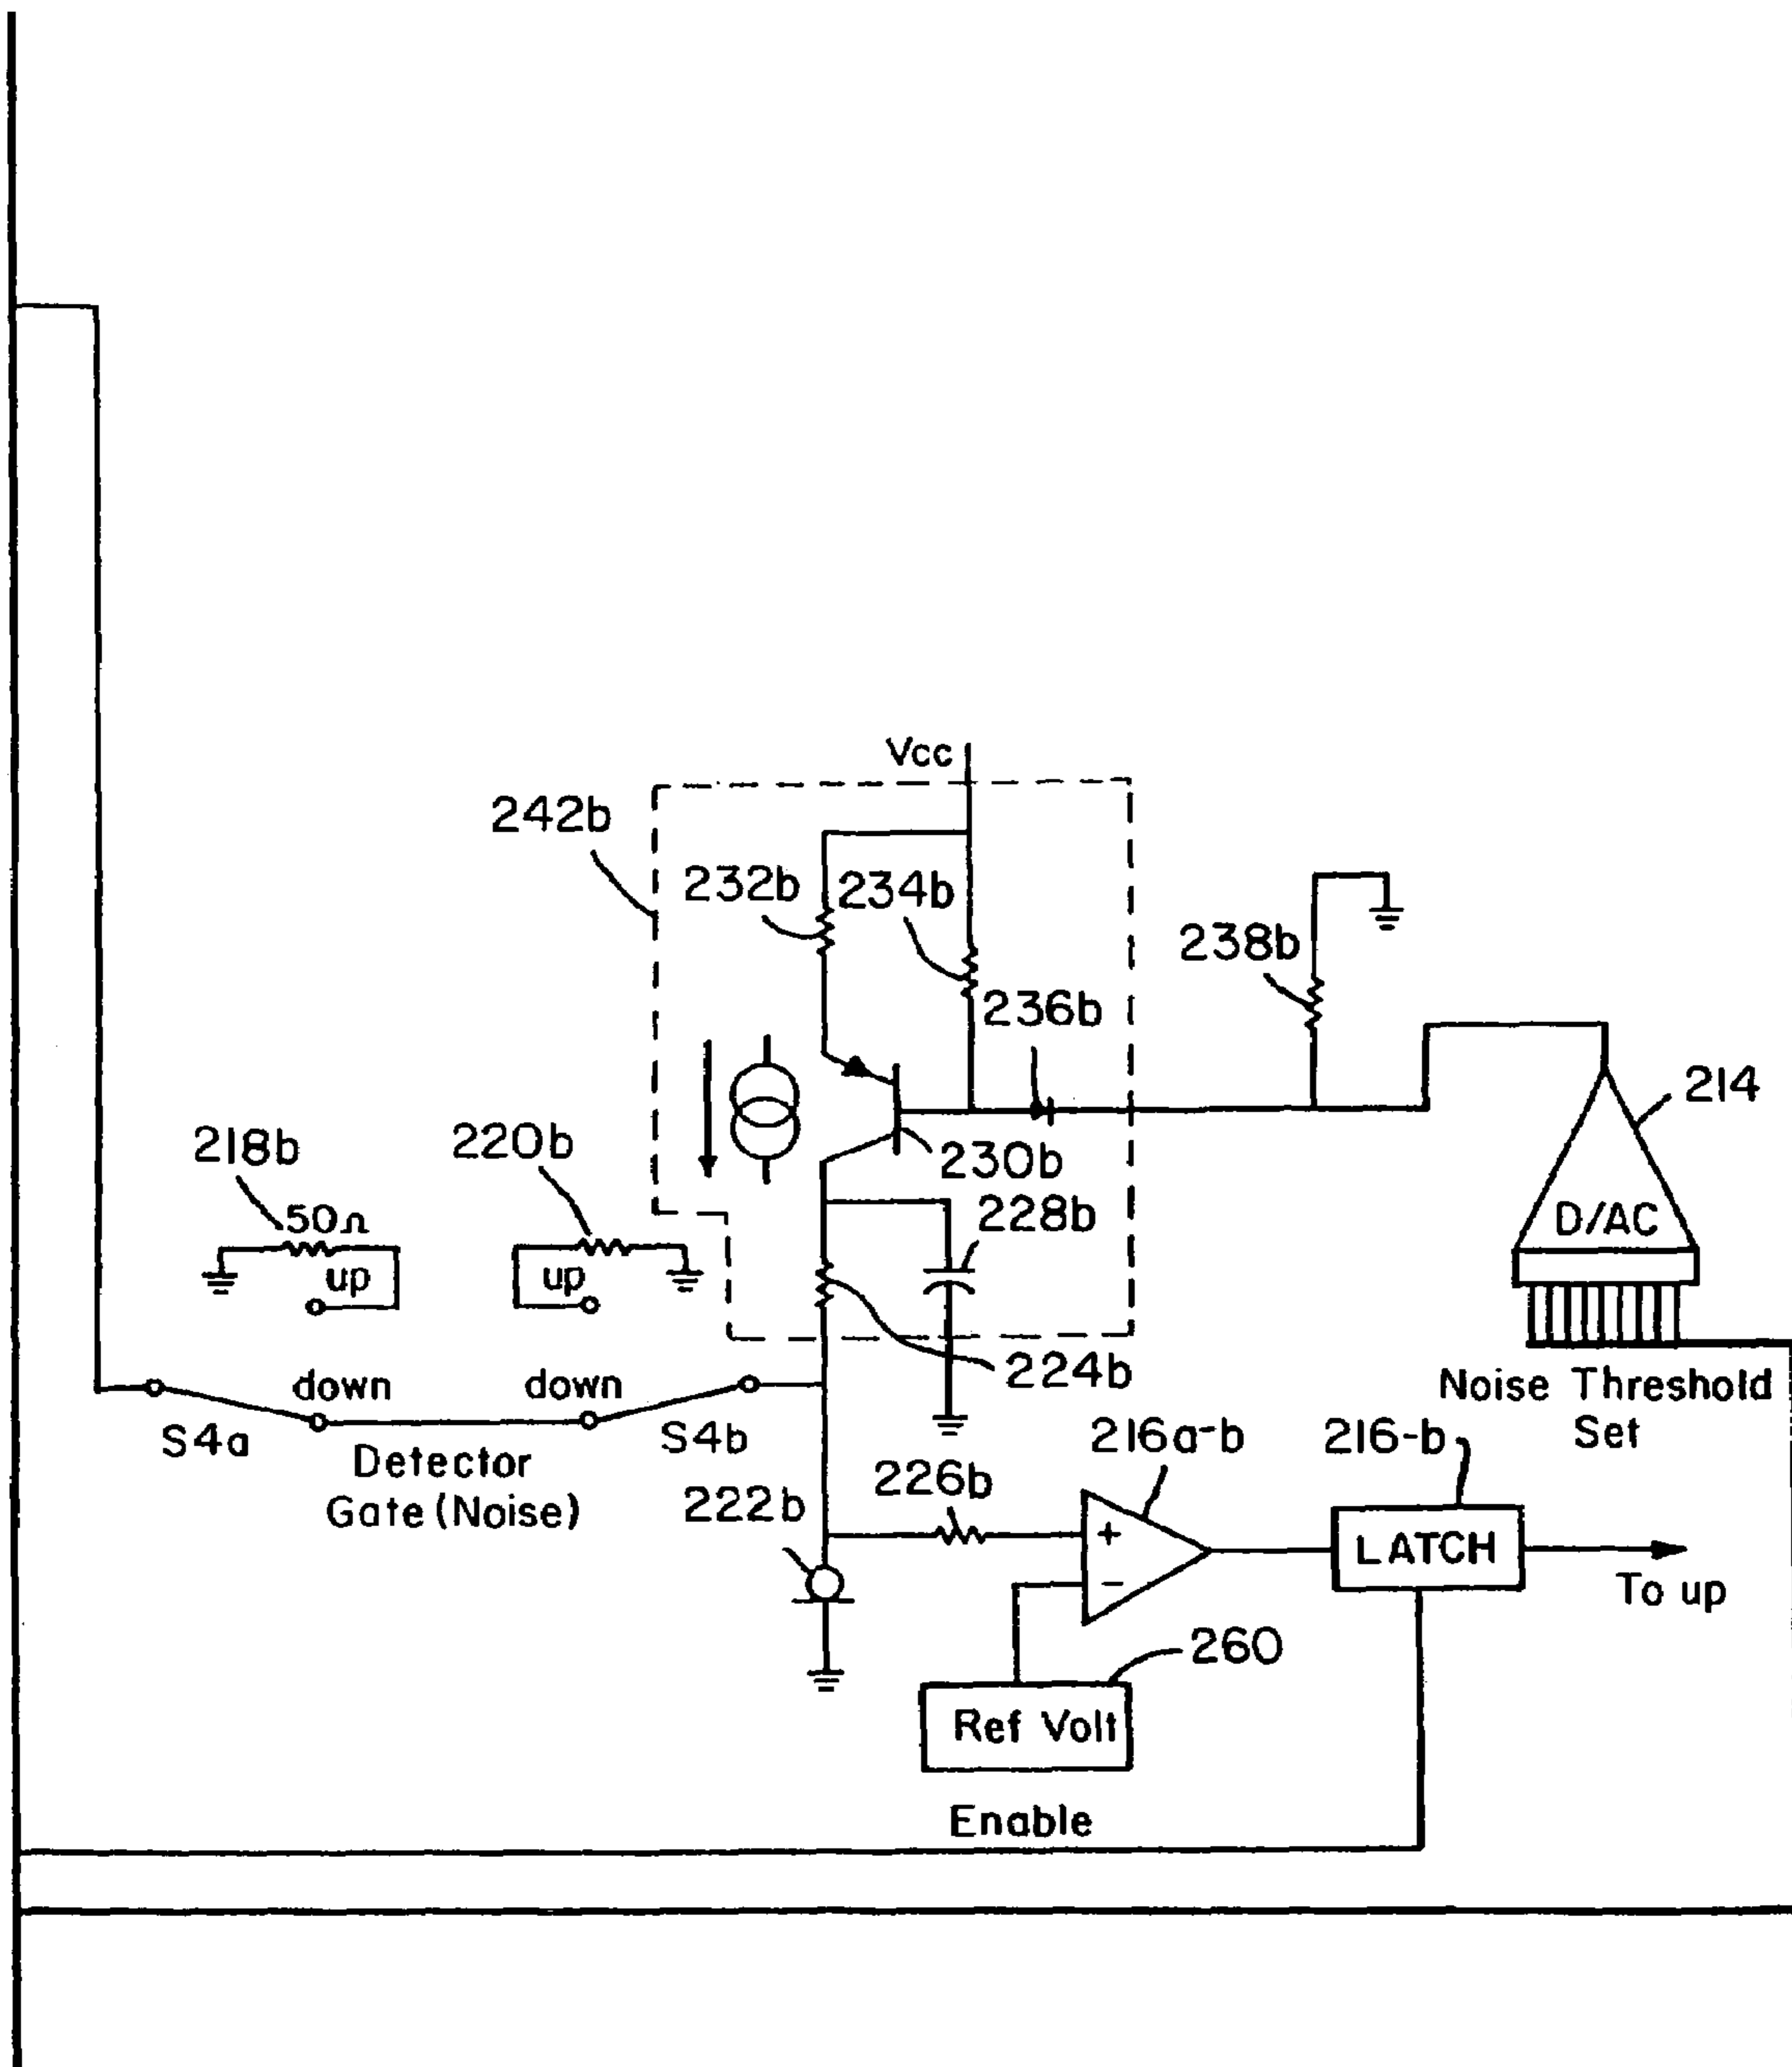 Vcc
242b
232b
234b
238b
236b
214
218b
220b
230b
50Ω
228b
D/AC
up
up
down
down
224b
Noise Threshold
Set
S4a
S4b
216a-b
216-b
Detector
Gate (Noise)
226b
222b
+
LATCH
−
To up
260
Ref Volt
Enable